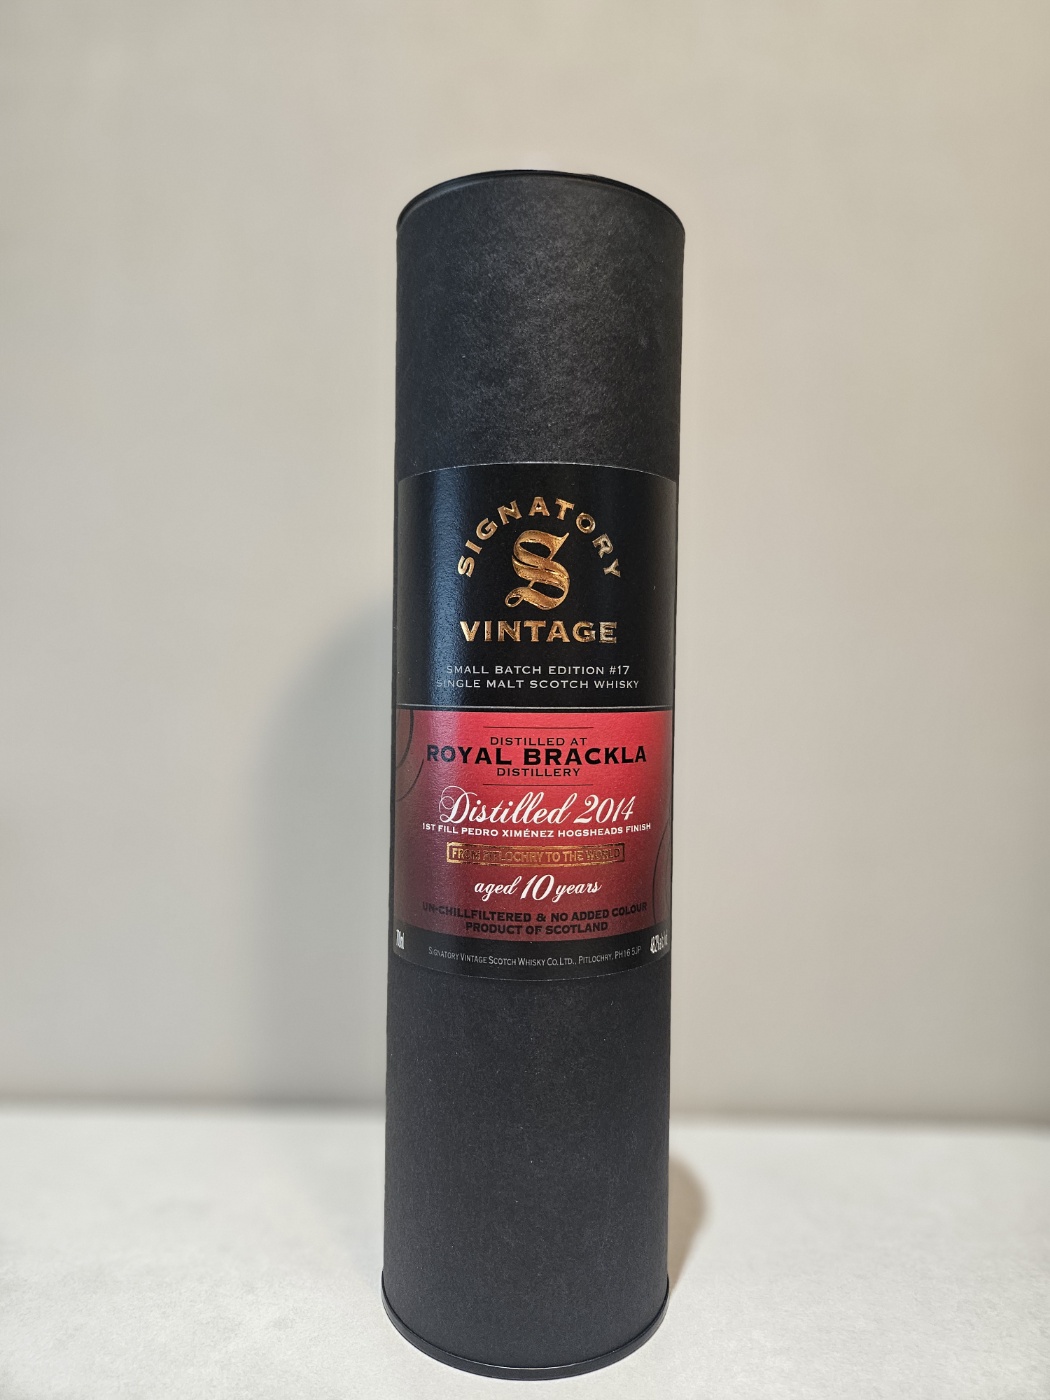 SIGNATORY
S
VINTAGE
SMALL BATCH EDITION #17
SINGLE MALT SCOTCH WHISKY
DISTILLED AT
ROYAL BRACKLA
DISTILLERY
Distilled 2014
1ST FILL PEDRO XIMÉNEZ HOGSHEADS FINISH
FROM PITLOCHRY TO THE WORLD
aged 10 years
UN-CHILLFILTERED & NO ADDED COLOUR
PRODUCT OF SCOTLAND
70cl
SIGNATORY VINTAGE SCOTCH WHISKY CO. LTD., PITLOCHRY, PH16 5JP